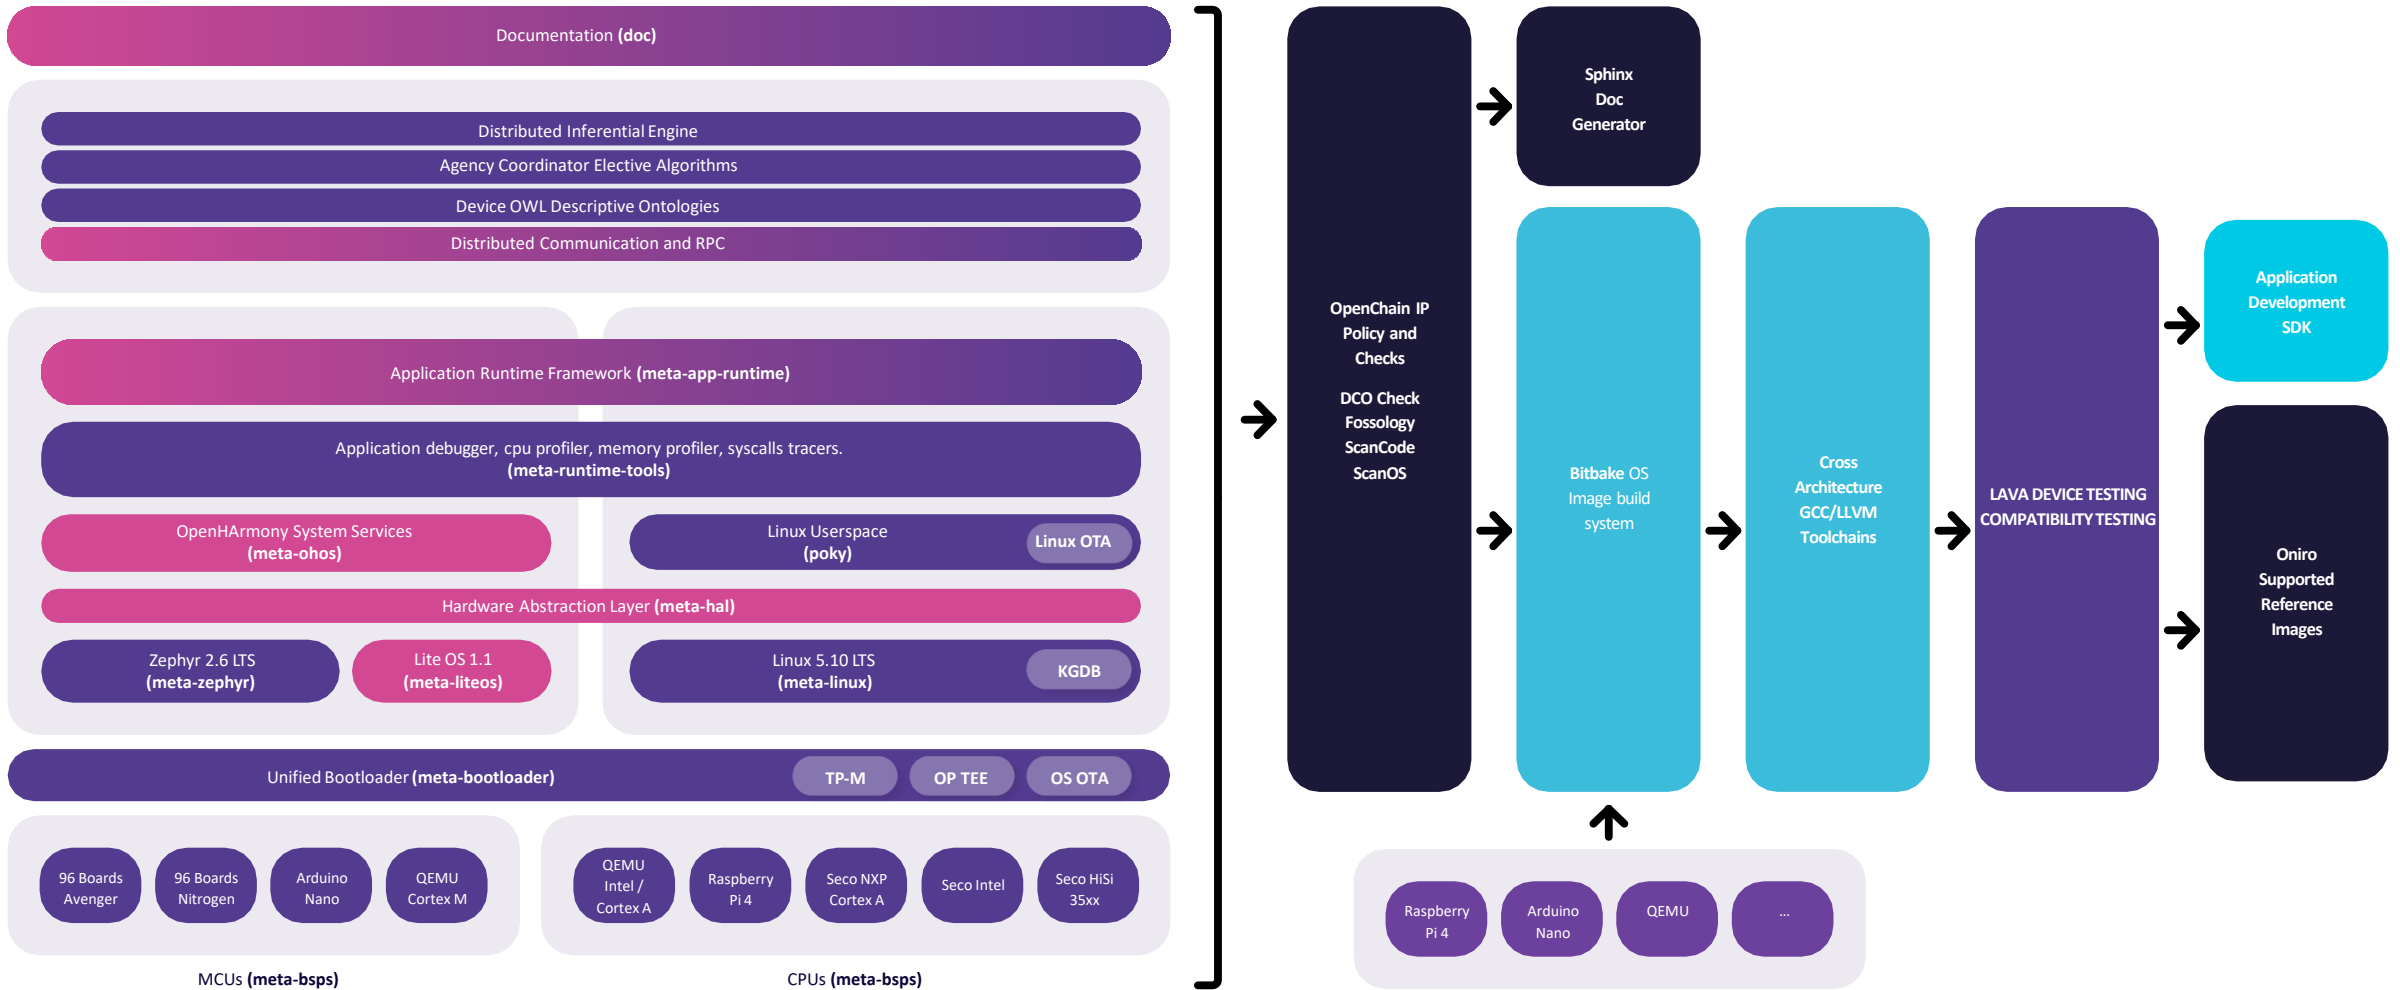 Documentation (doc)
Distributed Inferential Engine
Agency Coordinator Elective Algorithms
Device OWL Descriptive Ontologies
Distributed Communication and RPC
Application Runtime Framework (meta-app-runtime)
Application debugger, cpu profiler, memory profiler, syscalls tracers.
(meta-runtime-tools)
OpenHArmony System Services
(meta-ohos)
Linux Userspace
(poky)
Linux OTA
Hardware Abstraction Layer (meta-hal)
Zephyr 2.6 LTS
(meta-zephyr)
Lite OS 1.1
(meta-liteos)
Linux 5.10 LTS
(meta-linux)
KGDB
Unified Bootloader (meta-bootloader)
TP-M
OP TEE
OS OTA
96 Boards
Avenger
96 Boards
Nitrogen
Arduino
Nano
QEMU
Cortex M
QEMU
Intel /
Cortex A
Raspberry
Pi 4
Seco NXP
Cortex A
Seco Intel
Seco HiSi
35xx
MCUs (meta-bsps)
CPUs (meta-bsps)
OpenChain IP
Policy and
Checks
DCO Check
Fossology
ScanCode
ScanOS
Sphinx
Doc
Generator
Bitbake OS
Image build
system
Cross
Architecture
GCC/LLVM
Toolchains
LAVA DEVICE TESTING
COMPATIBILITY TESTING
Application
Development
SDK
Oniro
Supported
Reference
Images
Raspberry
Pi 4
Arduino
Nano
QEMU
...